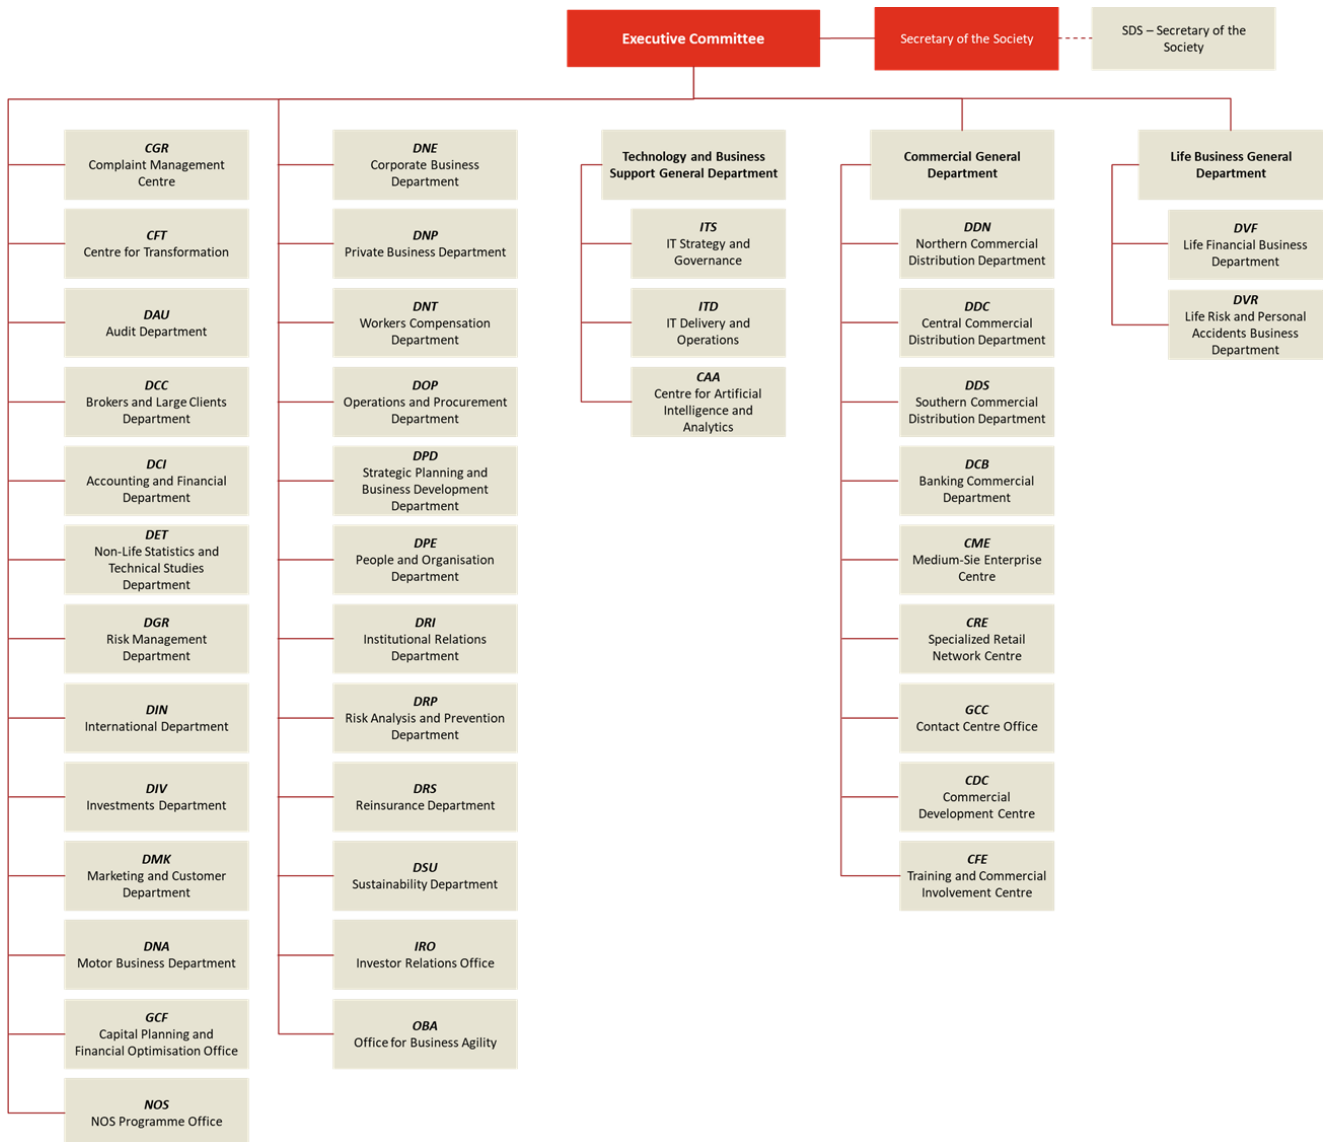 Executive Committee
Secretary of the Society
SDS – Secretary of the
Society
CGR
Complaint Management
Centre
CFT
Centre for Transformation
DAU
Audit Department
DCC
Brokers and Large Clients
Department
DCI
Accounting and Financial
Department
DET
Non-Life Statistics and
Technical Studies
Department
DGR
Risk Management
Department
DIN
International Department
DIV
Investments Department
DMK
Marketing and Customer
Department
DNA
Motor Business Department
GCF
Capital Planning and
Financial Optimisation Office
NOS
NOS Programme Office
DNE
Corporate Business
Department
DNP
Private Business Department
DNT
Workers Compensation
Department
DOP
Operations and Procurement
Department
DPD
Strategic Planning and
Business Development
Department
DPE
People and Organisation
Department
DRI
Institutional Relations
Department
DRP
Risk Analysis and Prevention
Department
DRS
Reinsurance Department
DSU
Sustainability Department
IRO
Investor Relations Office
OBA
Office for Business Agility
Technology and Business
Support General Department
ITS
IT Strategy and
Governance
ITD
IT Delivery and
Operations
CAA
Centre for Artificial
Intelligence and
Analytics
Commercial General
Department
DDN
Northern Commercial
Distribution Department
DDC
Central Commercial
Distribution Department
DDS
Southern Commercial
Distribution Department
DCB
Banking Commercial
Department
CME
Medium-Sie Enterprise
Centre
CRE
Specialized Retail
Network Centre
GCC
Contact Centre Office
CDC
Commercial
Development Centre
CFE
Training and Commercial
Involvement Centre
Life Business General
Department
DVF
Life Financial Business
Department
DVR
Life Risk and Personal
Accidents Business
Department